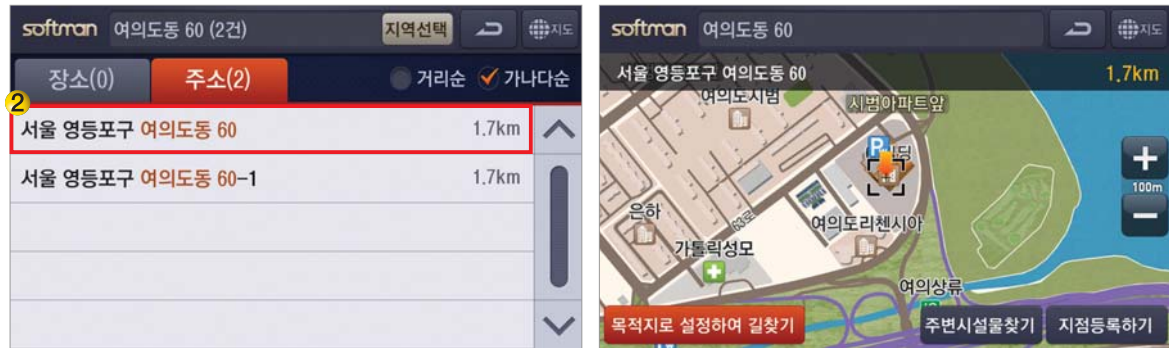 softman 여의도동 60 (2건) 지역선택 지도
장소(0) 주소(2) 거리순 가나다순
2
서울 영등포구 여의도동 60 1.7km
서울 영등포구 여의도동 60-1 1.7km
softman 여의도동 60 지도
서울 영등포구 여의도동 60 1.7km
여의도시범
시범아파트앞
P
딩
100m
은하
63로
여의도리첸시아
가톨릭성모
여의상류
목적지로 설정하여 길찾기 주변시설물찾기 지점등록하기